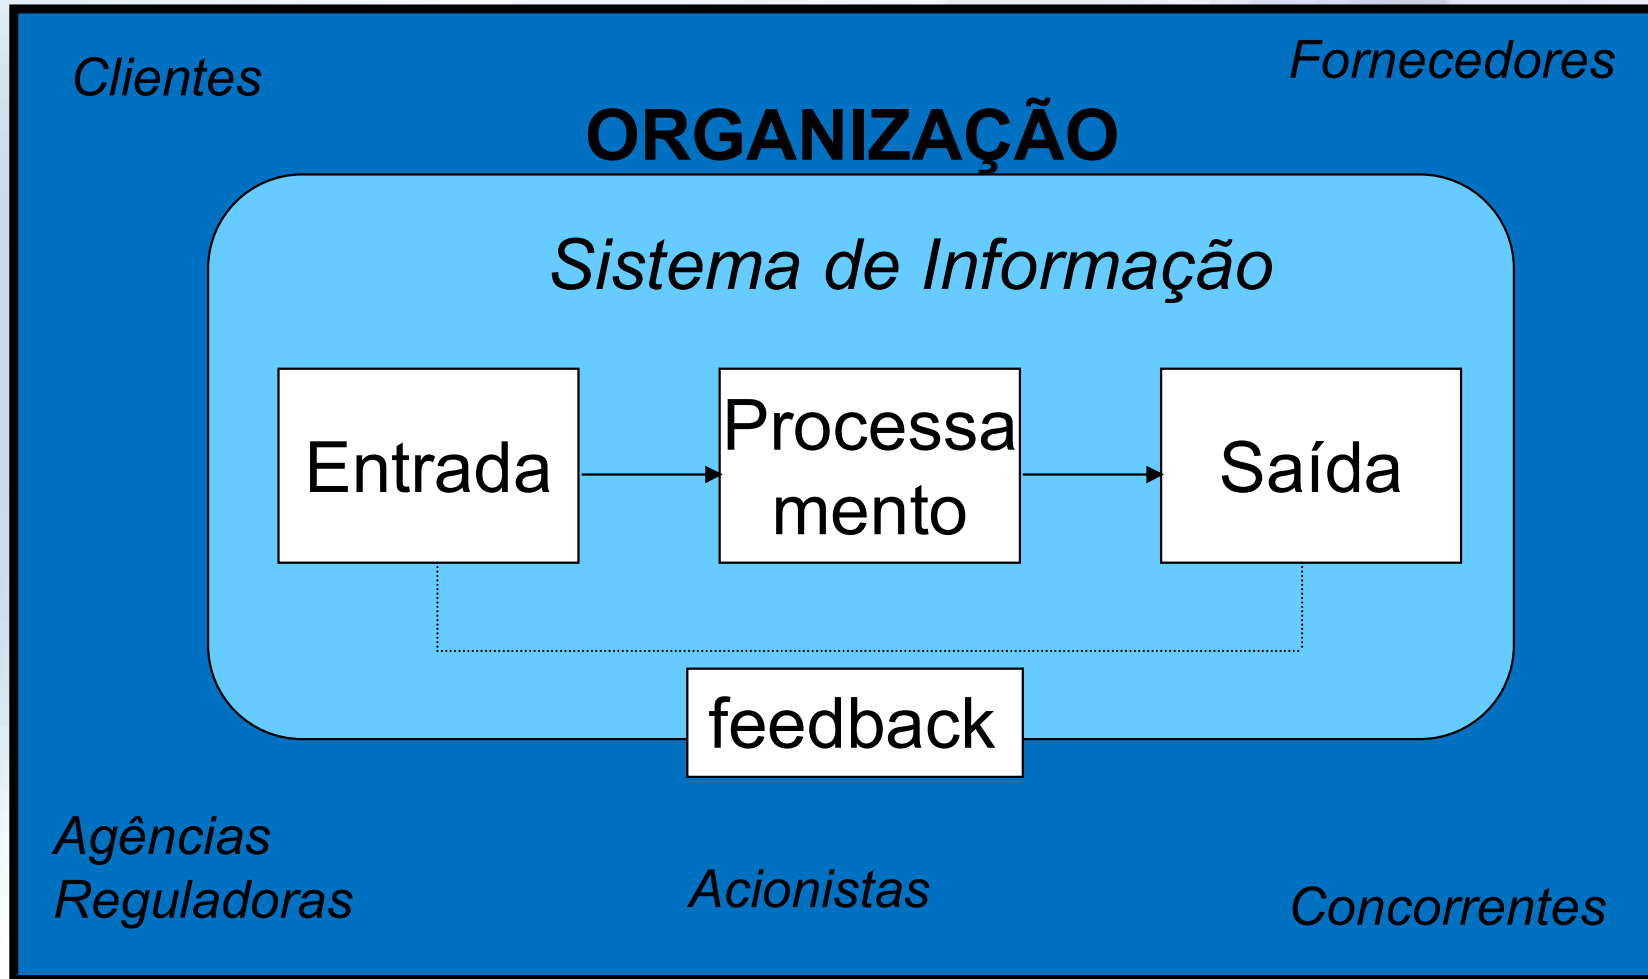 Clientes
Fornecedores
ORGANIZAÇÃO
Sistema de Informação
Entrada
Processa
mento
Saída
feedback
Agências
Reguladoras
Acionistas
Concorrentes